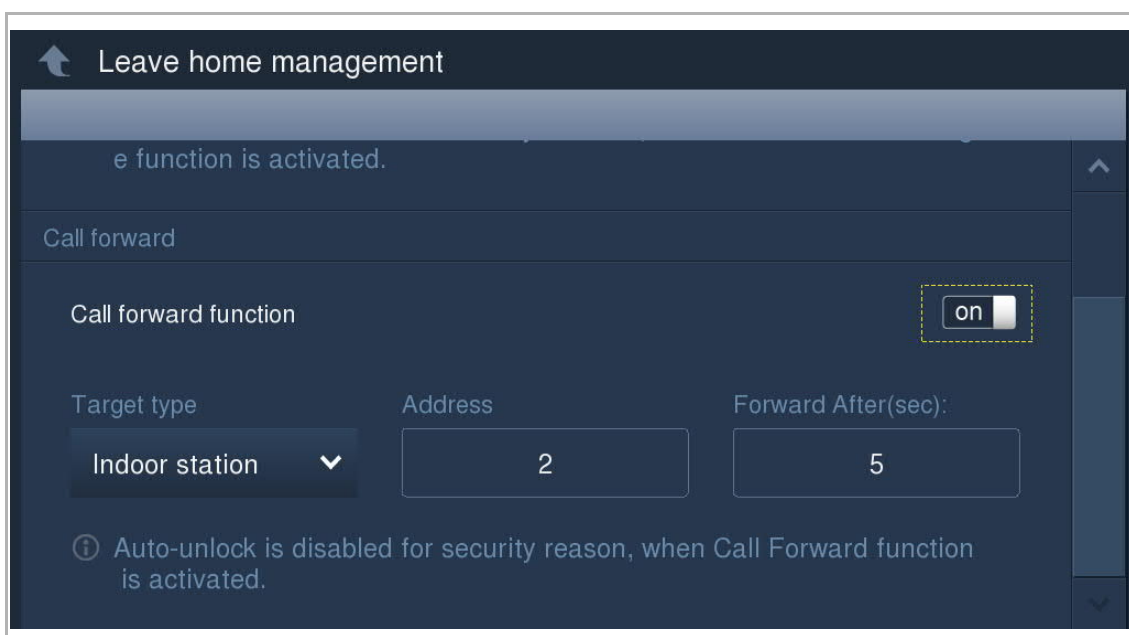 Leave home management
e function is activated.
Call forward
Call forward function
on
Target type
Address
Forward After(sec):
Indoor station
2
5
Auto-unlock is disabled for security reason, when Call Forward function
is activated.